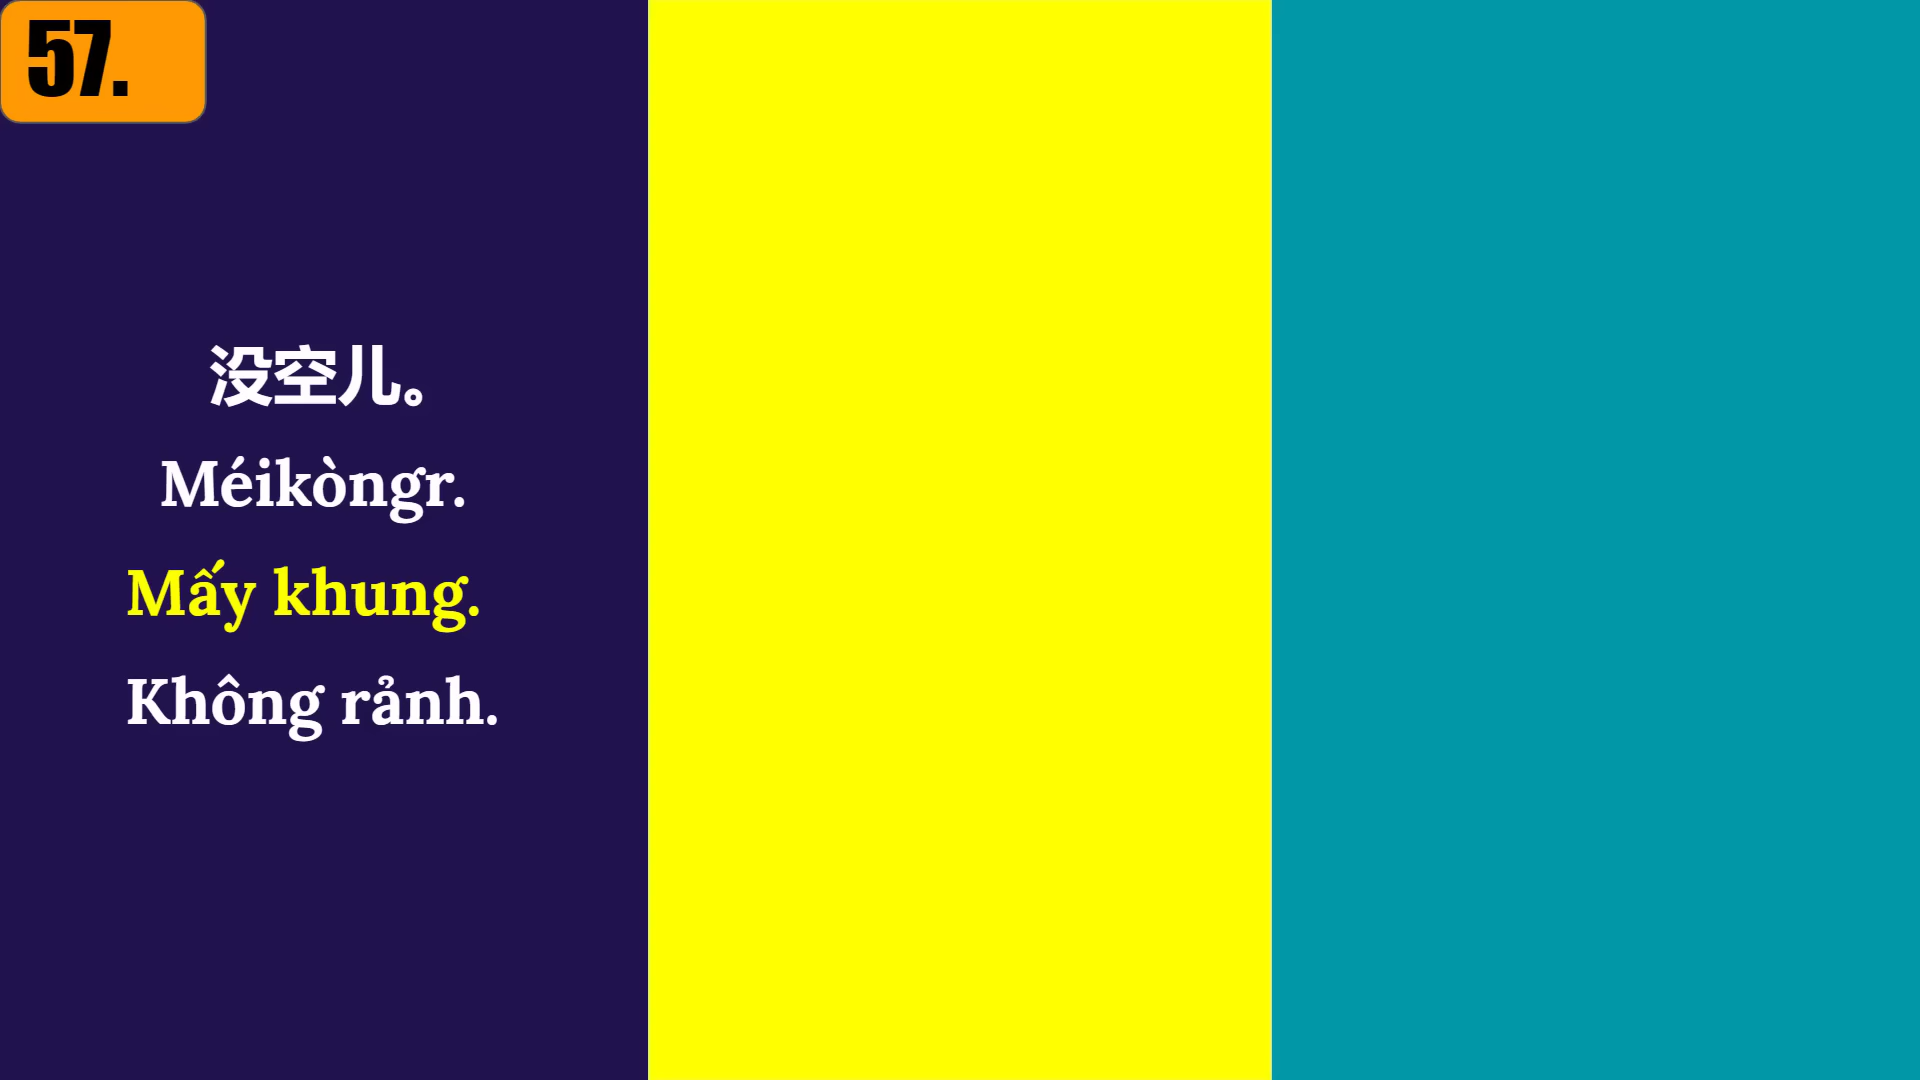 57.
没空儿。
Méikòngr.
Mấy khung.
Không rảnh.